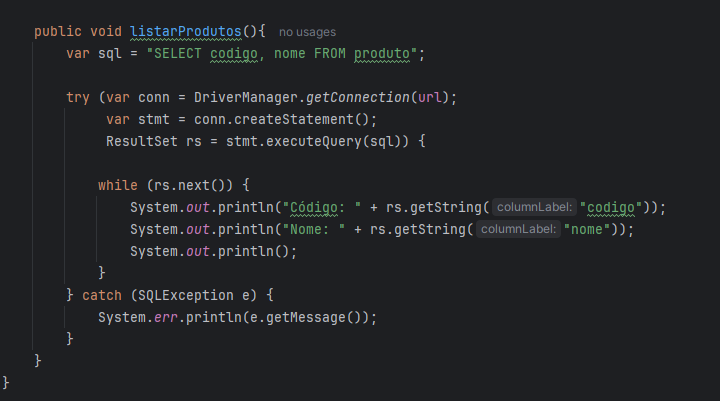 public void listarProdutos(){ no usages
var sql = "SELECT codigo, nome FROM produto";
try (var conn = DriverManager.getConnection(url);
var stmt = conn.createStatement();
ResultSet rs = stmt.executeQuery(sql)) {
while (rs.next()) {
System.out.println("Código: " + rs.getString( columnLabel: "codigo"));
System.out.println("Nome: " + rs.getString( columnLabel: "nome"));
System.out.println();
}
} catch (SQLException e) {
System.err.println(e.getMessage());
}
}
}